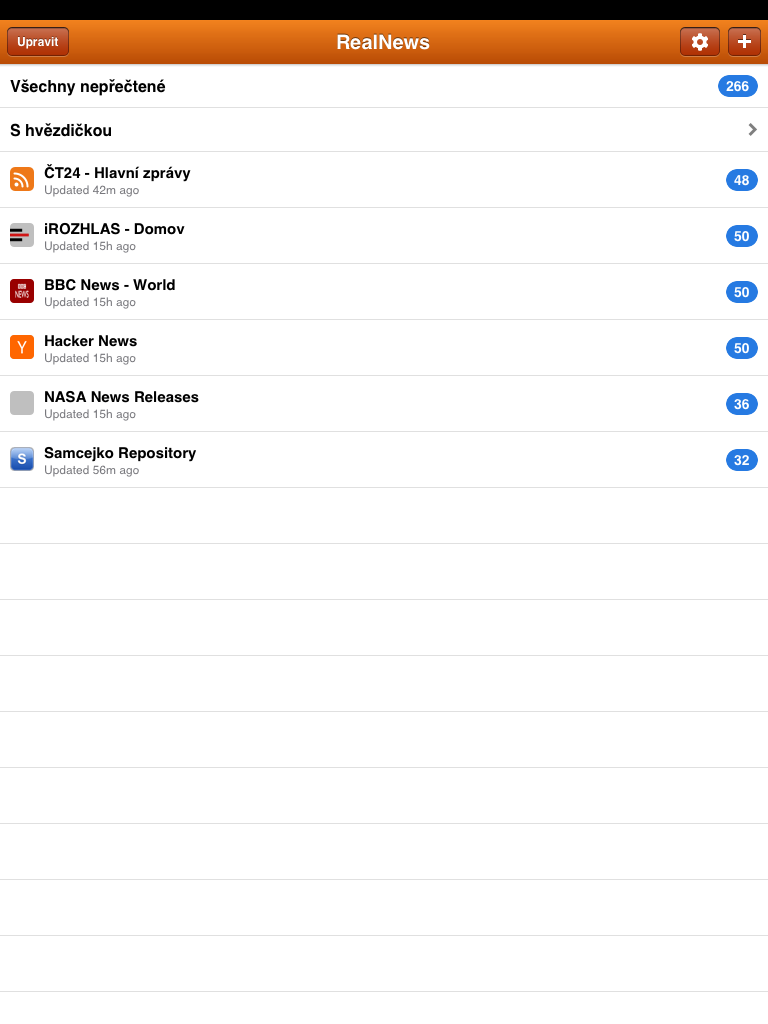 Upravit
RealNews
Všechny nepřečtené
266
S hvězdičkou
ČT24 - Hlavní zprávy
48
Updated 42m ago
iROZHLAS - Domov
50
Updated 15h ago
BBC NEWS
BBC News - World
50
Updated 15h ago
Y
Hacker News
50
Updated 15h ago
NASA News Releases
36
Updated 15h ago
S
Samcejko Repository
32
Updated 56m ago